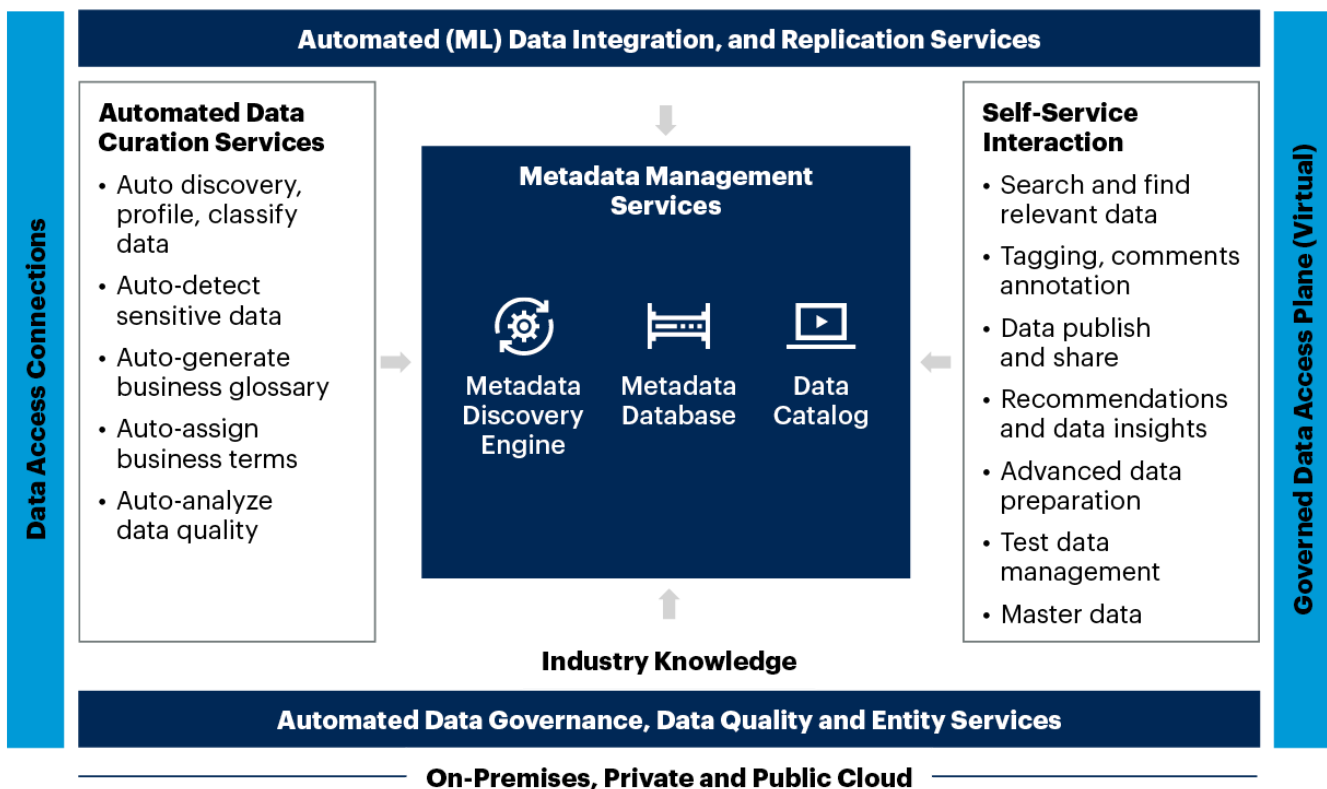 Automated (ML) Data Integration, and Replication Services
Data Access Connections
Automated Data
Curation Services
• Auto discovery,
profile, classify
data
• Auto-detect
sensitive data
• Auto-generate
business glossary
• Auto-assign
business terms
• Auto-analyze
data quality
Metadata Management
Services
Metadata
Discovery
Engine
Metadata
Database
Data
Catalog
Self-Service
Interaction
• Search and find
relevant data
• Tagging, comments
annotation
• Data publish
and share
• Recommendations
and data insights
• Advanced data
preparation
• Test data
management
• Master data
Governed Data Access Plane (Virtual)
Industry Knowledge
Automated Data Governance, Data Quality and Entity Services
On-Premises, Private and Public Cloud